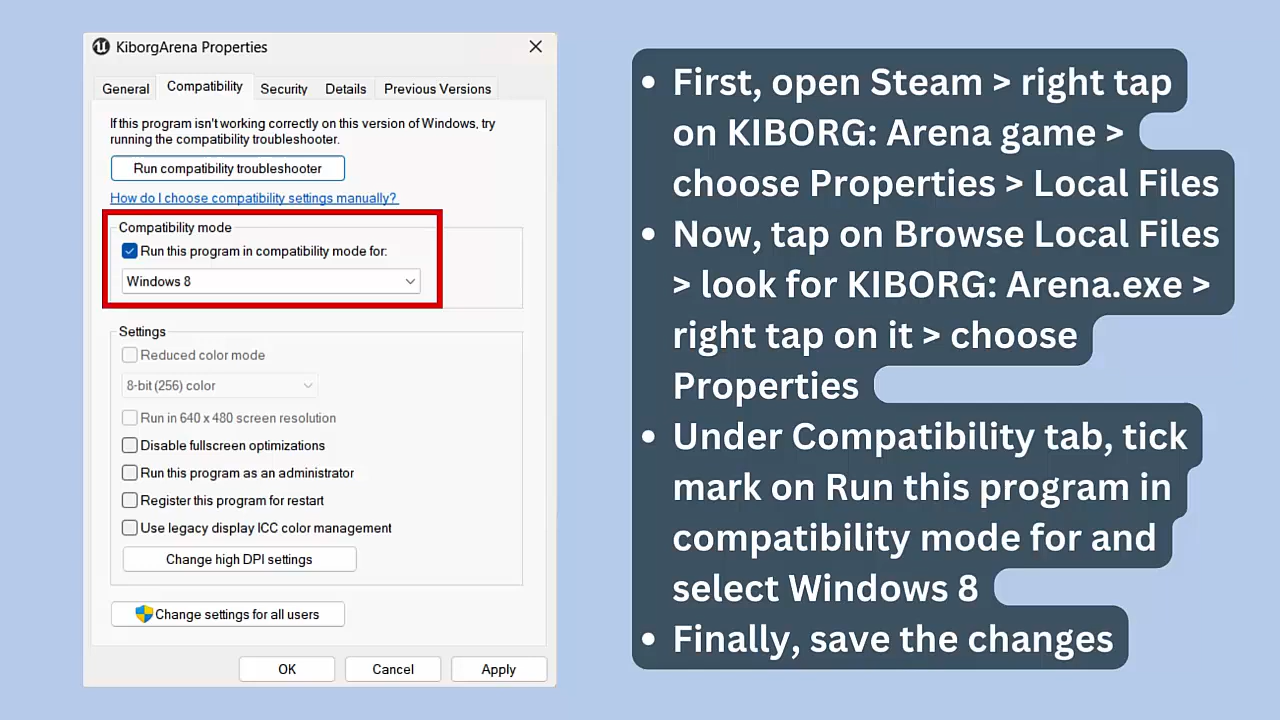 KiborgArena Properties
General
Compatibility
Security
Details
Previous Versions
If this program isn't working correctly on this version of Windows, try
running the compatibility troubleshooter.
Run compatibility troubleshooter
How do I choose compatibility settings manually?
Compatibility mode
Run this program in compatibility mode for:
Windows 8
Settings
Reduced color mode
8-bit (256) color
Run in 640 x 480 screen resolution
Disable fullscreen optimizations
Run this program as an administrator
Register this program for restart
Use legacy display ICC color management
Change high DPI settings
Change settings for all users
OK
Cancel
Apply
• First, open Steam > right tap
on KIBORG: Arena game >
choose Properties > Local Files
• Now, tap on Browse Local Files
> look for KIBORG: Arena.exe >
right tap on it > choose
Properties
• Under Compatibility tab, tick
mark on Run this program in
compatibility mode for and
select Windows 8
• Finally, save the changes